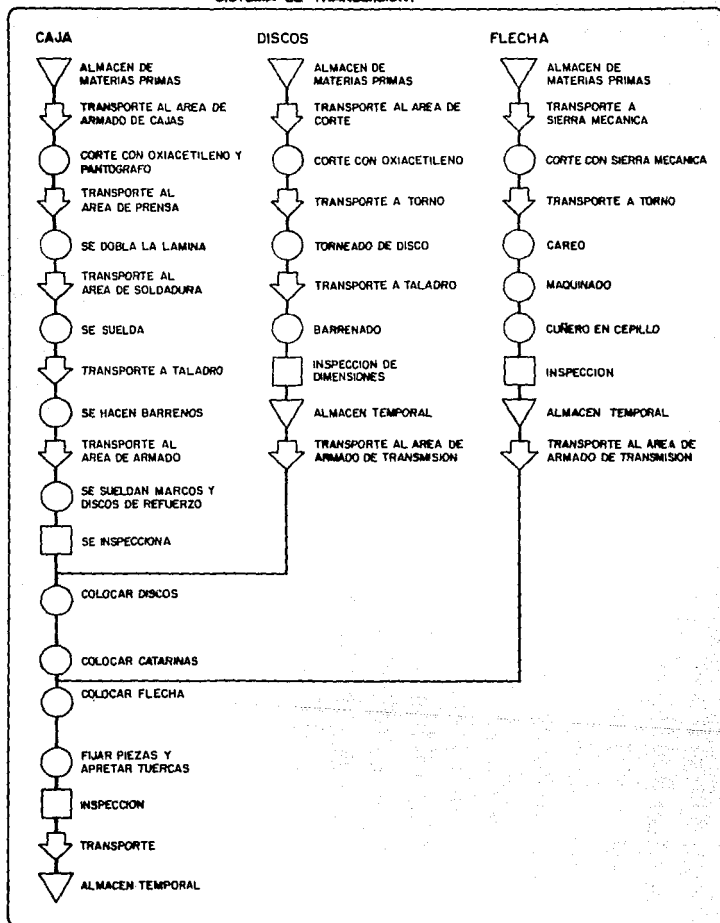 SISTEMA DE TRANSMISION.
CAJA
ALMACEN DE
MATERIAS PRIMAS
TRANSPORTE AL AREA DE
ARMADO DE CAJAS
CORTE CON OXIACETILENO Y
PANTOGRAFO
TRANSPORTE AL
AREA DE PRENSA
SE DOBLA LA LAMINA
TRANSPORTE AL
AREA DE SOLDADURA
SE SUELDA
TRANSPORTE A TALADRO
SE HACEN BARRENOS
TRANSPORTE AL
AREA DE ARMADO
SE SUELDAN MARCOS Y
DISCOS DE REFUERZO
SE INSPECCIONA
COLOCAR DISCOS
COLOCAR CATARINAS
COLOCAR FLECHA
FIJAR PIEZAS Y
APRETAR TUERCAS
INSPECCION
TRANSPORTE
ALMACEN TEMPORAL
DISCOS
ALMACEN DE
MATERIAS PRIMAS
TRANSPORTE AL AREA DE
CORTE
CORTE CON OXIACETILENO
TRANSPORTE A TORNO
TORNEADO DE DISCO
TRANSPORTE A TALADRO
BARRENADO
INSPECCION DE
DIMENSIONES
ALMACEN TEMPORAL
TRANSPORTE AL AREA DE
ARMADO DE TRANSMISION
FLECHA
ALMACEN DE
MATERIAS PRIMAS
TRANSPORTE A
SIERRA MECANICA
CORTE CON SIERRA MECANICA
TRANSPORTE A TORNO
CAREO
MAQUINADO
CUÑERO EN CEPILLO
INSPECCION
ALMACEN TEMPORAL
TRANSPORTE AL AREA DE
ARMADO DE TRANSMISION